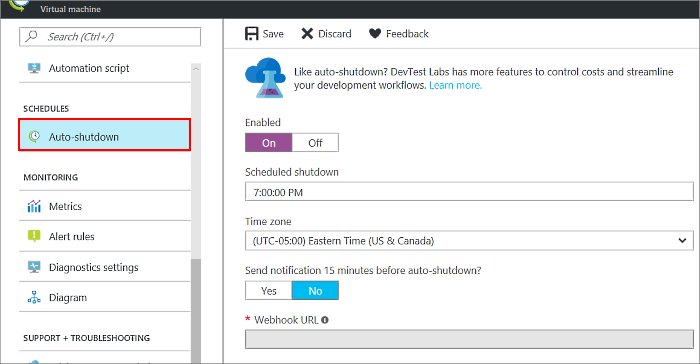 Virtual machine
Search (Ctrl+/)
Automation script
SCHEDULES
Auto-shutdown
MONITORING
Metrics
Alert rules
Diagnostics settings
Diagram
SUPPORT + TROUBLESHOOTING
Save Discard Feedback
Like auto-shutdown? DevTest Labs has more features to control costs and streamline
your development workflows. Learn more.
Enabled
On Off
Scheduled shutdown
7:00:00 PM
Time zone
(UTC-05:00) Eastern Time (US & Canada)
Send notification 15 minutes before auto-shutdown?
Yes No
* Webhook URL